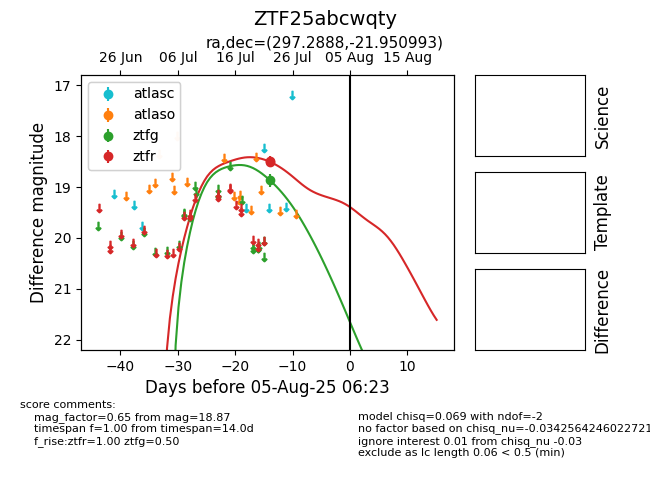 ZTF25abcwqty
ra,dec=(297.2888,-21.950993)
26 Jun 06 Jul 16 Jul 26 Jul 05 Aug 15 Aug
17
18
19
20
21
22
Difference magnitude
atlasc
atlaso
ztfg
ztfr
−40 −30 −20 −10 0 10
Days before 05-Aug-25 06:23
Science
Template
Difference
score comments:
mag_factor=0.65 from mag=18.87
timespan f=1.00 from timespan=14.0d
f_rise:ztfr=1.00 ztfg=0.50
model chisq=0.069 with ndof=-2
no factor based on chisq_nu=-0.0342564246022721
ignore interest 0.01 from chisq_nu -0.03
exclude as lc length 0.06 < 0.5 (min)